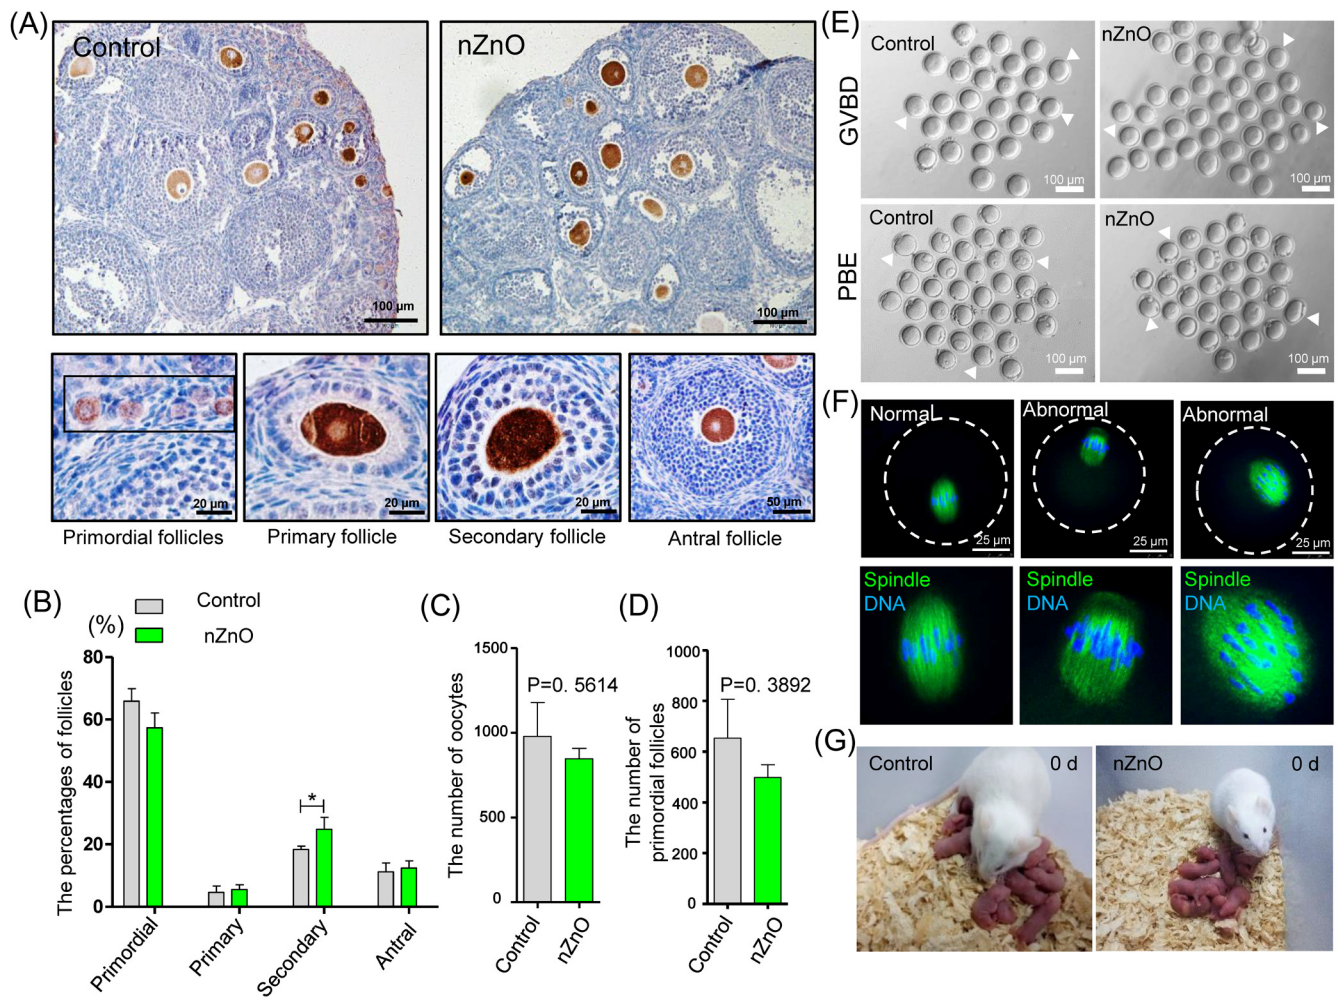 (A)
Control
100 µm
nZnO
100 µm
20 µm
20 µm
20 µm
50 µm
Primordial follicles
Primary follicle
Secondary follicle
Antral follicle
(B)
Control
nZnO
(%)
The percentages of follicles
80
60
40
20
0
*
Primordial
Primary
Secondary
Antral
(C)
The number of oocytes
1500
1000
500
0
P=0. 5614
Control
nZnO
(D)
The number of
primordial follicles
1000
800
600
400
200
0
P=0. 3892
Control
nZnO
(E)
GVBD
Control
100 µm
nZnO
100 µm
PBE
Control
100 µm
nZnO
100 µm
(F)
Normal
25 µm
Abnormal
25 µm
Abnormal
25 µm
Spindle
DNA
Spindle
DNA
Spindle
DNA
(G)
Control
0 d
nZnO
0 d